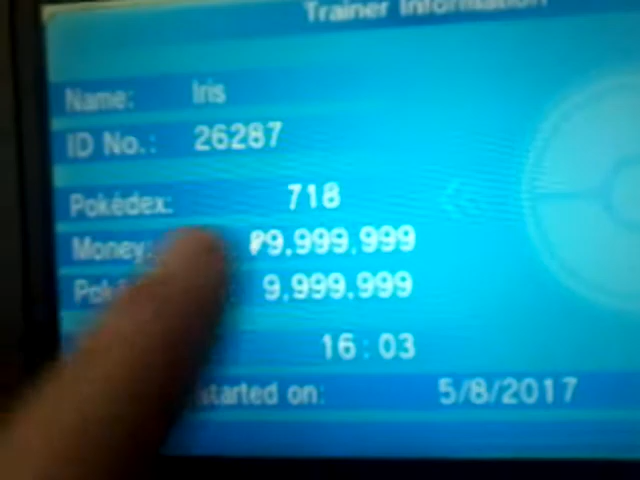 Trainer Information
Name: Iris
ID No.: 26287
Pokédex: 718
Money: ₽9,999,999
9,999,999
16:03
started on: 5/8/2017